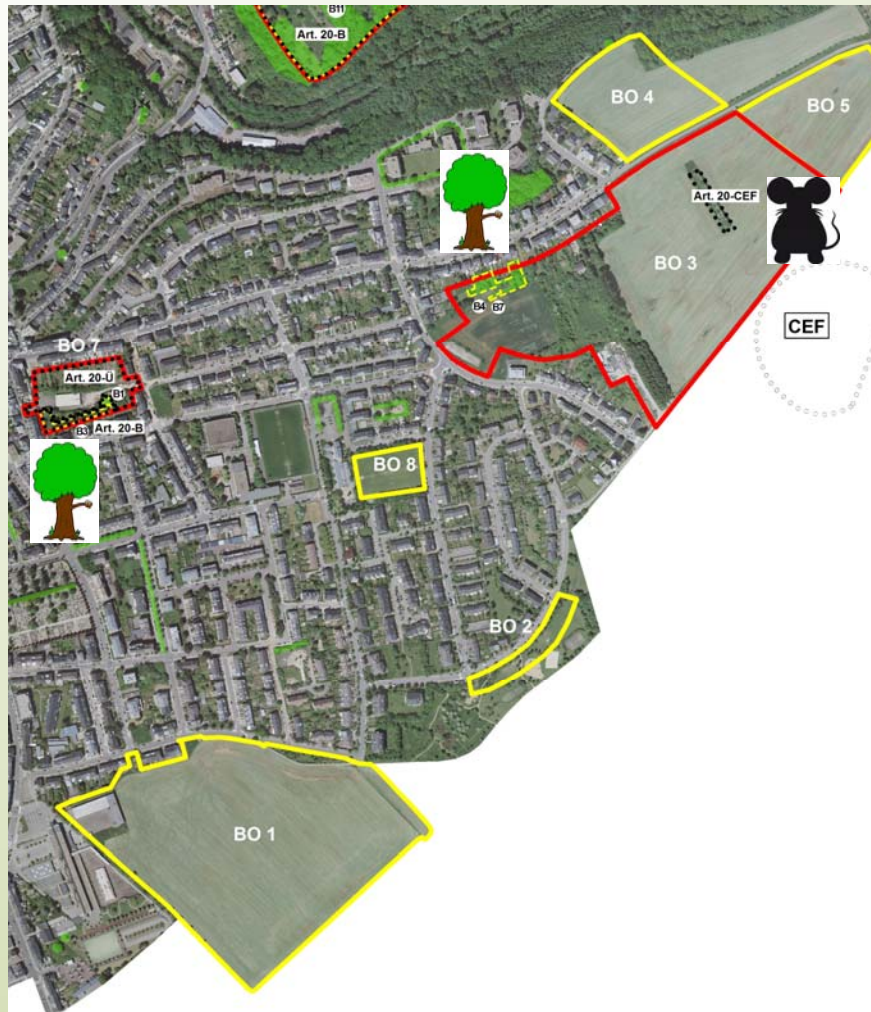 B11
Art. 20-B
BO 4
BO 5
Art. 20-CEF
BO 3
B4
B7
CEF
BO 7
Art. 20-Ü
B1
B3
Art. 20-B
BO 8
BO 2
BO 1